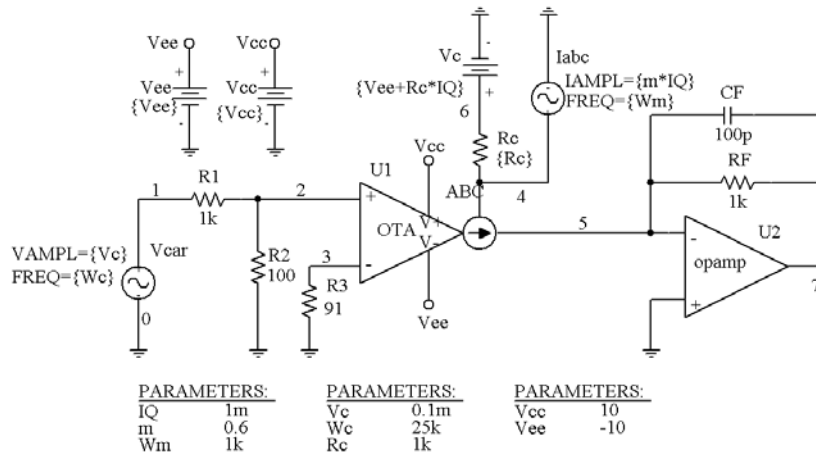 Vee
Vcc
Vee
{Vee}
+
-
Vcc
{Vcc}
+
-
Vc
{Vee+Rc*IQ}
-
+
6
Rc
{Rc}
Iabc
IAMPL={m*IQ}
FREQ={Wm}
CF
100p
RF
1k
1
R1
1k
2
U1
Vcc
ABC
4
+
OTA
V+
V-
-
5
VAMPL={Vc}
FREQ={Wc}
Vcar
0
R2
100
3
R3
91
Vee
U2
-
opamp
+
7
PARAMETERS:
IQ 1m
m 0.6
Wm 1k
PARAMETERS:
Vc 0.1m
Wc 25k
Rc 1k
PARAMETERS:
Vcc 10
Vee -10